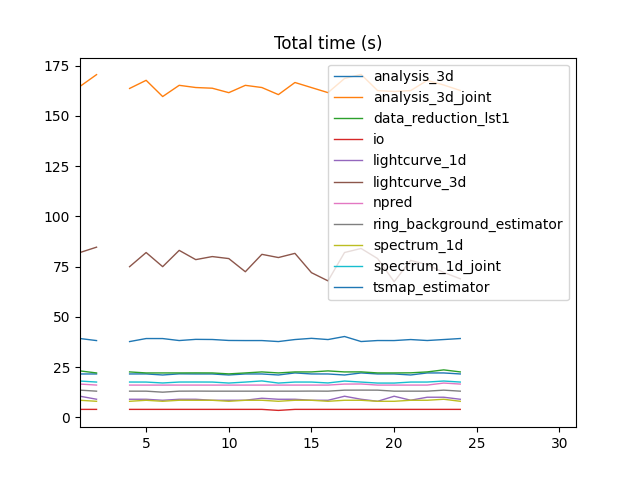 Total time (s)
175
150
125
100
75
50
25
0
5
10
15
20
25
30
analysis_3d
analysis_3d_joint
data_reduction_lst1
io
lightcurve_1d
lightcurve_3d
npred
ring_background_estimator
spectrum_1d
spectrum_1d_joint
tsmap_estimator